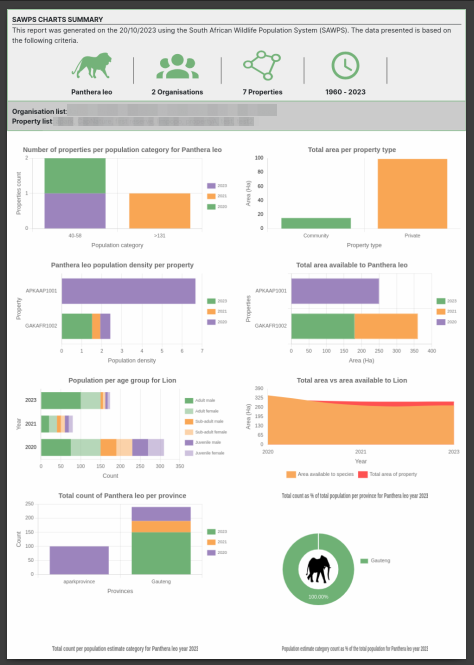 SAWPS CHARTS SUMMARY
This report was generated on the 20/10/2023 using the South African Wildlife Population System (SAWPS). The data presented is based on
the following criteria.
Panthera leo
2 Organisations
7 Properties
1960 - 2023
Organisation list:
Property list
Number of properties per population category for Panthera leo
Properties count
2
1
0
40-58
>131
Population category
2023
2021
2020
Total area per property type
Area (Ha)
100
80
60
40
20
0
Community
Private
Property type
Panthera leo population density per property
Property
APKAAP1001
GAKAFR1002
0 1 2 3 4 5 6 7
Population density
2023
2021
2020
Total area available to Panthera leo
Properties
APKAAP1001
GAKAFR1002
0 50 100 150 200 250 300 350 400
Area (Ha)
2023
2021
2020
Population per age group for Lion
Year
2023
2021
2020
0 50 100 150 200 250 300 350
Count
Adult male
Adult female
Sub-adult male
Sub-adult female
Juvenile male
Juvenile female
Total area vs area available to Lion
Area (Ha)
390
325
260
195
130
65
0
2020 2021 2023
Year
Area available to species
Total area of property
Total count of Panthera leo per province
Count
250
200
150
100
50
0
aparkprovince
Gauteng
Provinces
2023
2021
2020
Total count as % of total population per province for Panthera leo year 2023
Gauteng
100.00%
Total count per population estimate category for Panthera leo year 2023
Population estimate category count as % of the total population for Panthera leo year 2023